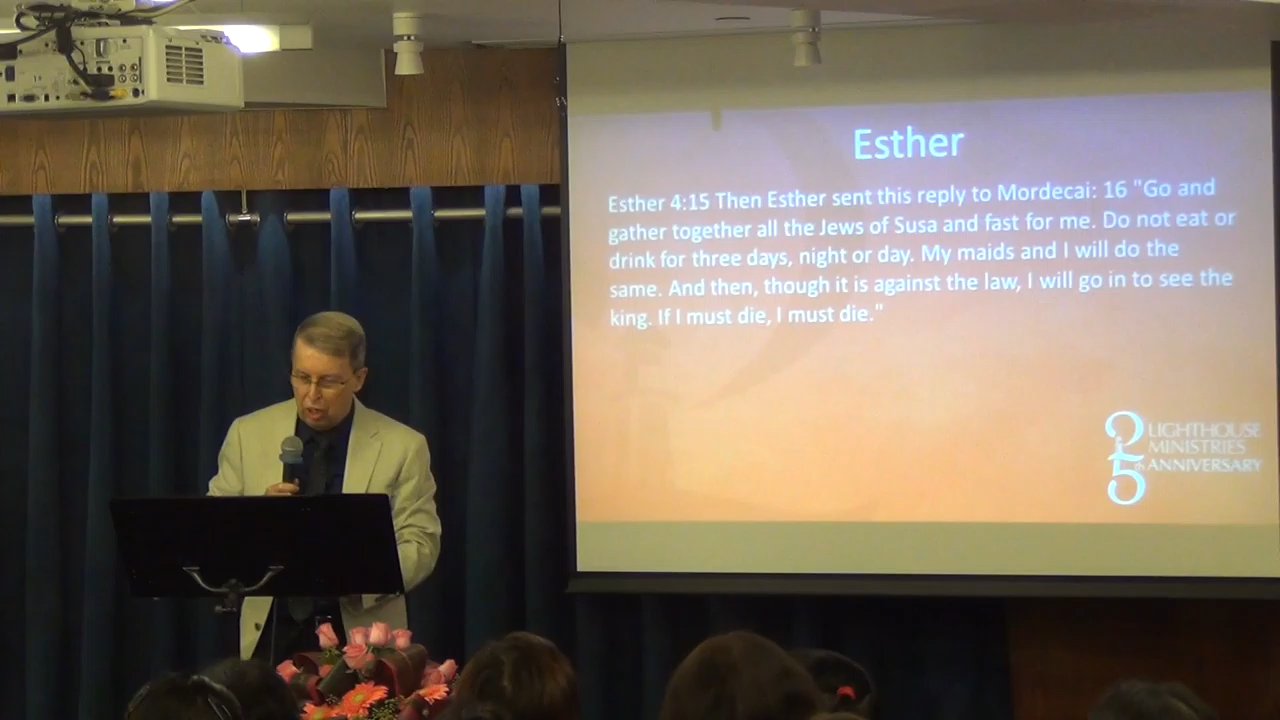 Esther
Esther 4:15 Then Esther sent this reply to Mordecai: 16 "Go and
gather together all the Jews of Susa and fast for me. Do not eat or
drink for three days, night or day. My maids and I will do the
same. And then, though it is against the law, I will go in to see the
king. If I must die, I must die."
25th
LIGHTHOUSE
MINISTRIES
ANNIVERSARY